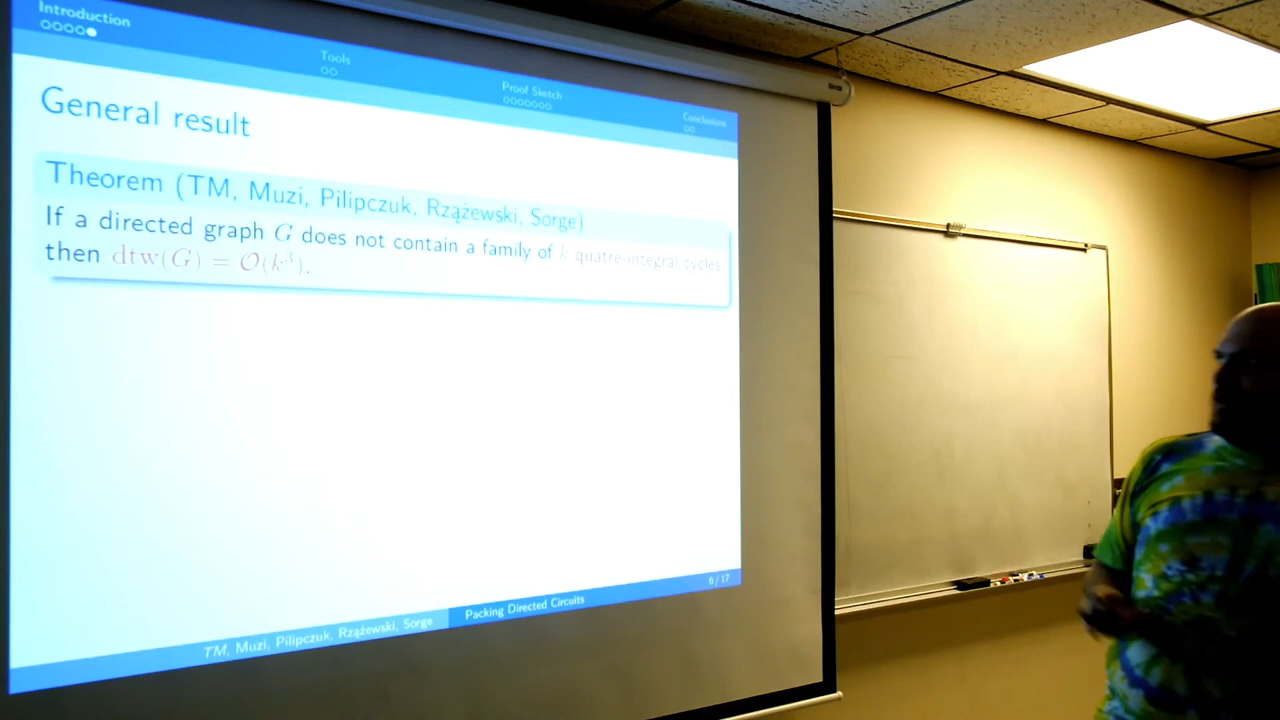 Introduction
Tools
Proof Sketch
Conclusions
General result
Theorem (TM, Muzi, Pilipczuk, Rzążewski, Sorge)
If a directed graph G does not contain a family of k quatre-integral cycles
then dtw(G) = O(k³).
6 / 17
TM, Muzi, Pilipczuk, Rzążewski, Sorge
Packing Directed Circuits